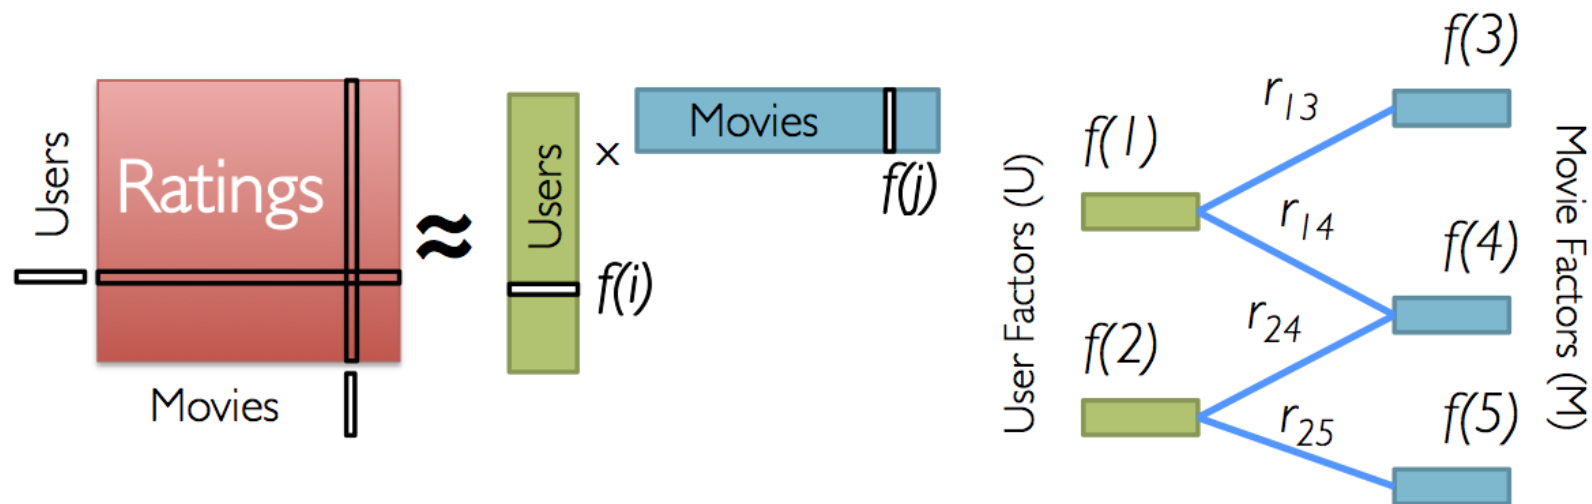 Users
Ratings
Movies
≈
Users
f(i)
x
Movies
f(j)
User Factors (U)
f(1)
f(2)
r13
r14
r24
r25
f(3)
f(4)
f(5)
Movie Factors (M)